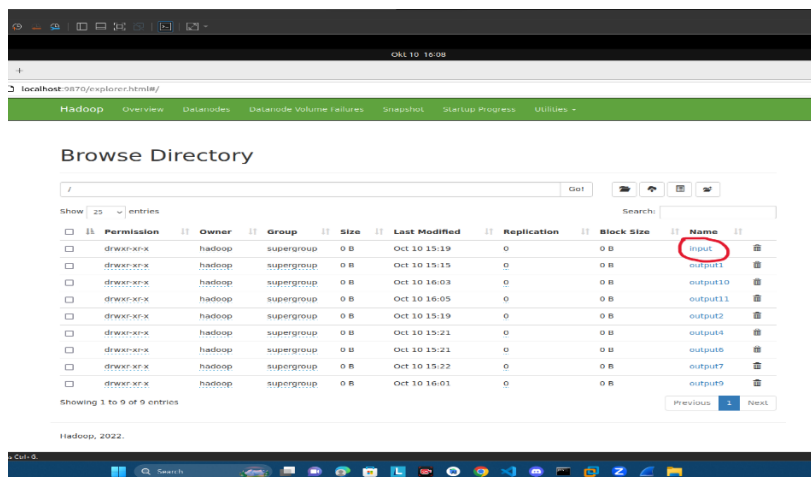 Okt 10 16:08
+
localhost:9870/explorer.html#/
Hadoop Overview Datanodes Datanode Volume Failures Snapshot Startup Progress Utilities
Browse Directory
/ Go!
Show 25 entries Search:
Permission Owner Group Size Last Modified Replication Block Size Name
drwxr-xr-x hadoop supergroup 0 B Oct 10 15:19 0 0 B input
drwxr-xr-x hadoop supergroup 0 B Oct 10 15:15 0 0 B output1
drwxr-xr-x hadoop supergroup 0 B Oct 10 16:03 0 0 B output10
drwxr-xr-x hadoop supergroup 0 B Oct 10 16:05 0 0 B output11
drwxr-xr-x hadoop supergroup 0 B Oct 10 15:19 0 0 B output2
drwxr-xr-x hadoop supergroup 0 B Oct 10 15:21 0 0 B output4
drwxr-xr-x hadoop supergroup 0 B Oct 10 15:21 0 0 B output6
drwxr-xr-x hadoop supergroup 0 B Oct 10 15:22 0 0 B output7
drwxr-xr-x hadoop supergroup 0 B Oct 10 16:01 0 0 B output9
Showing 1 to 9 of 9 entries Previous 1 Next
Hadoop, 2022.
Ctrl-G.
Search